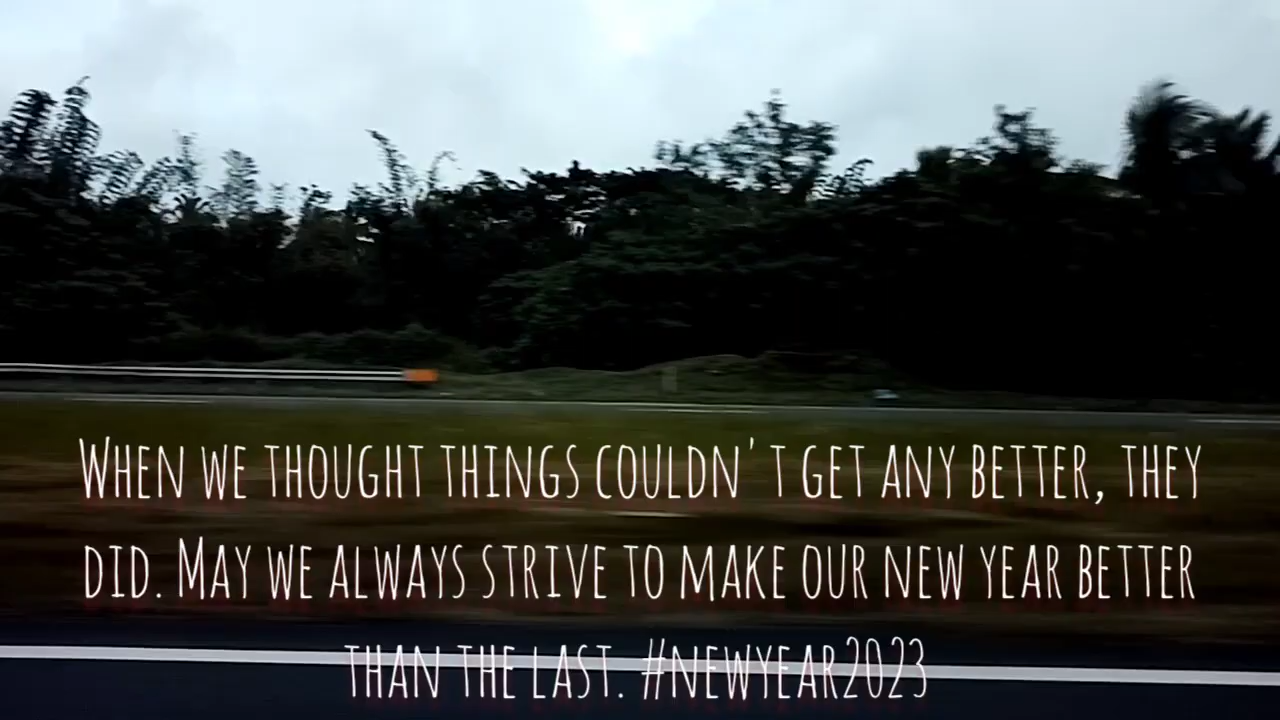 When we thought things couldn't get any better, they
did. May we always strive to make our new year better
than the last. #newyear2023